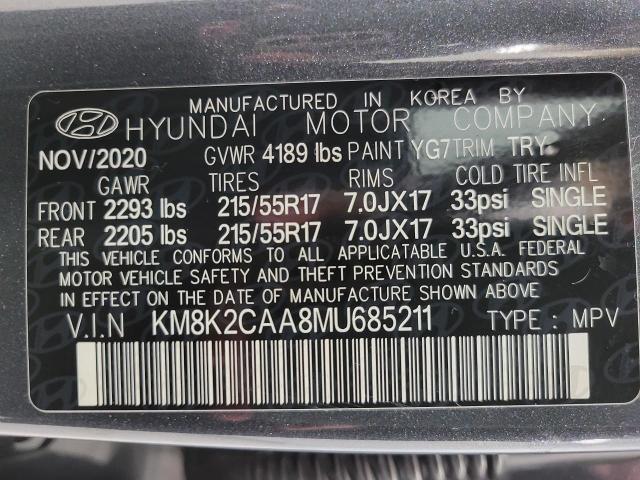 MANUFACTURED IN KOREA BY
HYUNDAI MOTOR COMPANY
NOV/2020 GVWR 4189 lbs PAINT YG7 TRIM TRY
GAWR TIRES RIMS COLD TIRE INFL
FRONT 2293 lbs 215/55R17 7.0JX17 33psi SINGLE
REAR 2205 lbs 215/55R17 7.0JX17 33psi SINGLE
THIS VEHICLE CONFORMS TO ALL APPLICABLE U.S.A. FEDERAL
MOTOR VEHICLE SAFETY AND THEFT PREVENTION STANDARDS
IN EFFECT ON THE DATE OF MANUFACTURE SHOWN ABOVE.
V.I.N KM8K2CAA8MU685211 TYPE : MPV